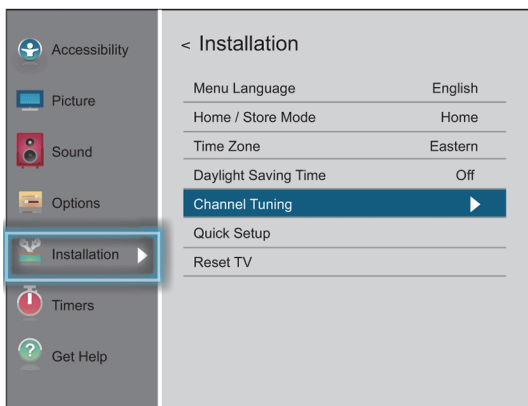 Accessibility
Picture
Sound
Options
Installation
Timers
Get Help
< Installation
Menu Language English
Home / Store Mode Home
Time Zone Eastern
Daylight Saving Time Off
Channel Tuning
Quick Setup
Reset TV